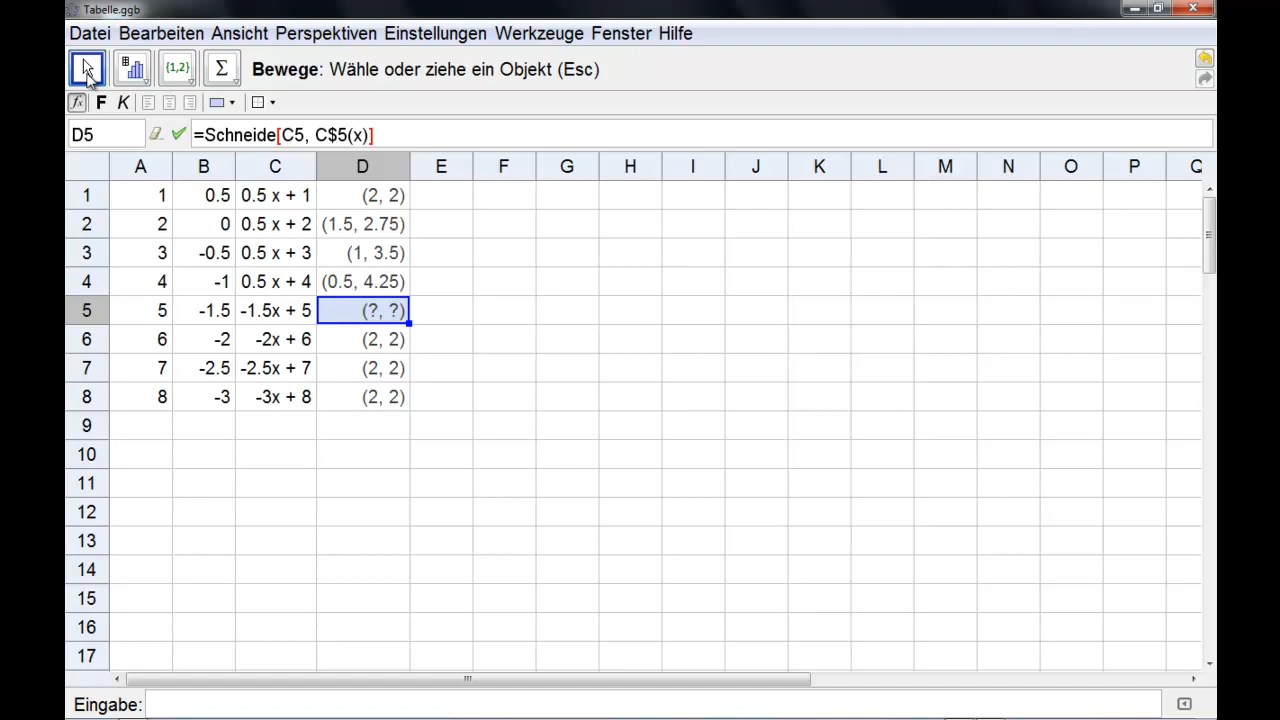 Tabelle.ggb
Datei Bearbeiten Ansicht Perspektiven Einstellungen Werkzeuge Fenster Hilfe
{1,2} Σ Bewege: Wähle oder ziehe ein Objekt (Esc)
fx F K
D5 =Schneide[C5, C$5(x)]
A B C D E F G H I J K L M N O P Q
1 1 0.5 0.5 x + 1 (2, 2)
2 2 0 0.5 x + 2 (1.5, 2.75)
3 3 -0.5 0.5 x + 3 (1, 3.5)
4 4 -1 0.5 x + 4 (0.5, 4.25)
5 5 -1.5 -1.5x + 5 (?, ?)
6 6 -2 -2x + 6 (2, 2)
7 7 -2.5 -2.5x + 7 (2, 2)
8 8 -3 -3x + 8 (2, 2)
9
10
11
12
13
14
15
16
17
Eingabe: